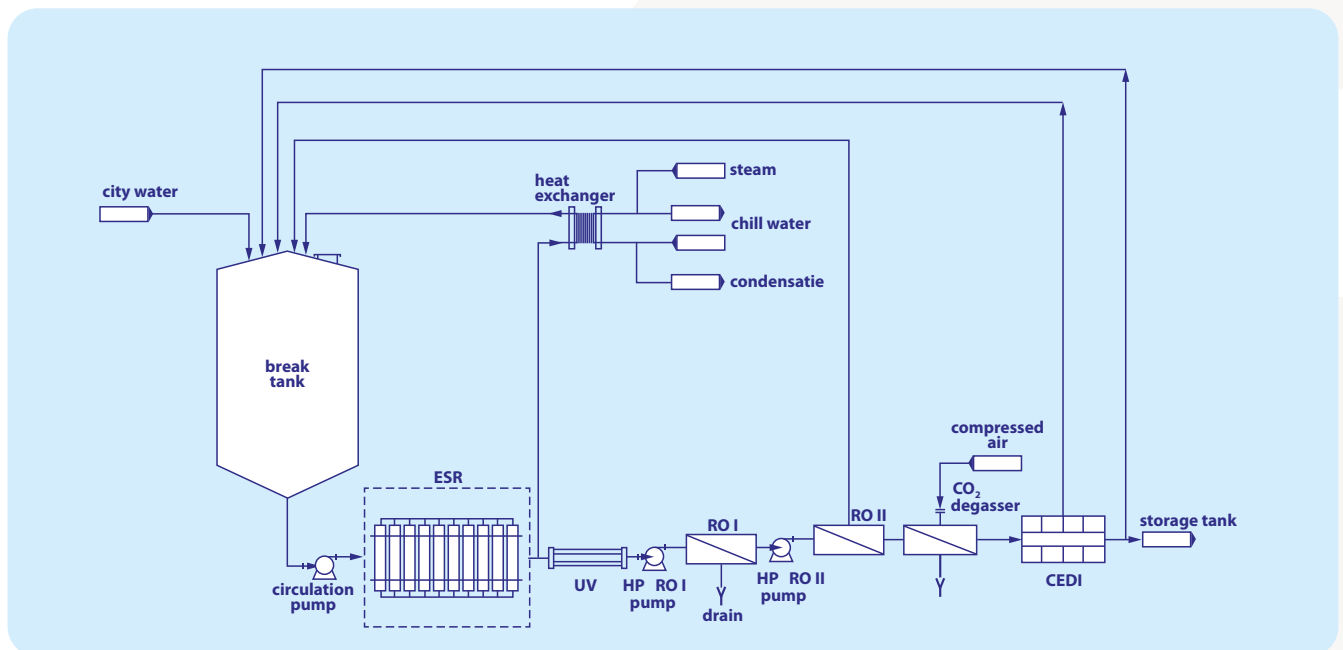 city water
heat
exchanger
steam
chill water
condensatie
break
tank
compressed
air
ESR
CO₂
degasser
RO I
RO II
storage tank
circulation
pump
UV
HP RO I
pump
HP RO II
pump
CEDI
drain